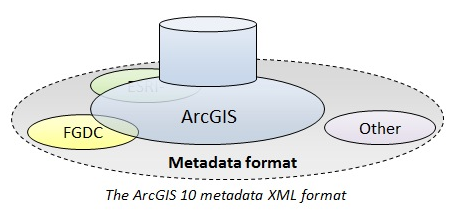 ESRI-
ArcGIS
FGDC
Other
Metadata format
The ArcGIS 10 metadata XML format